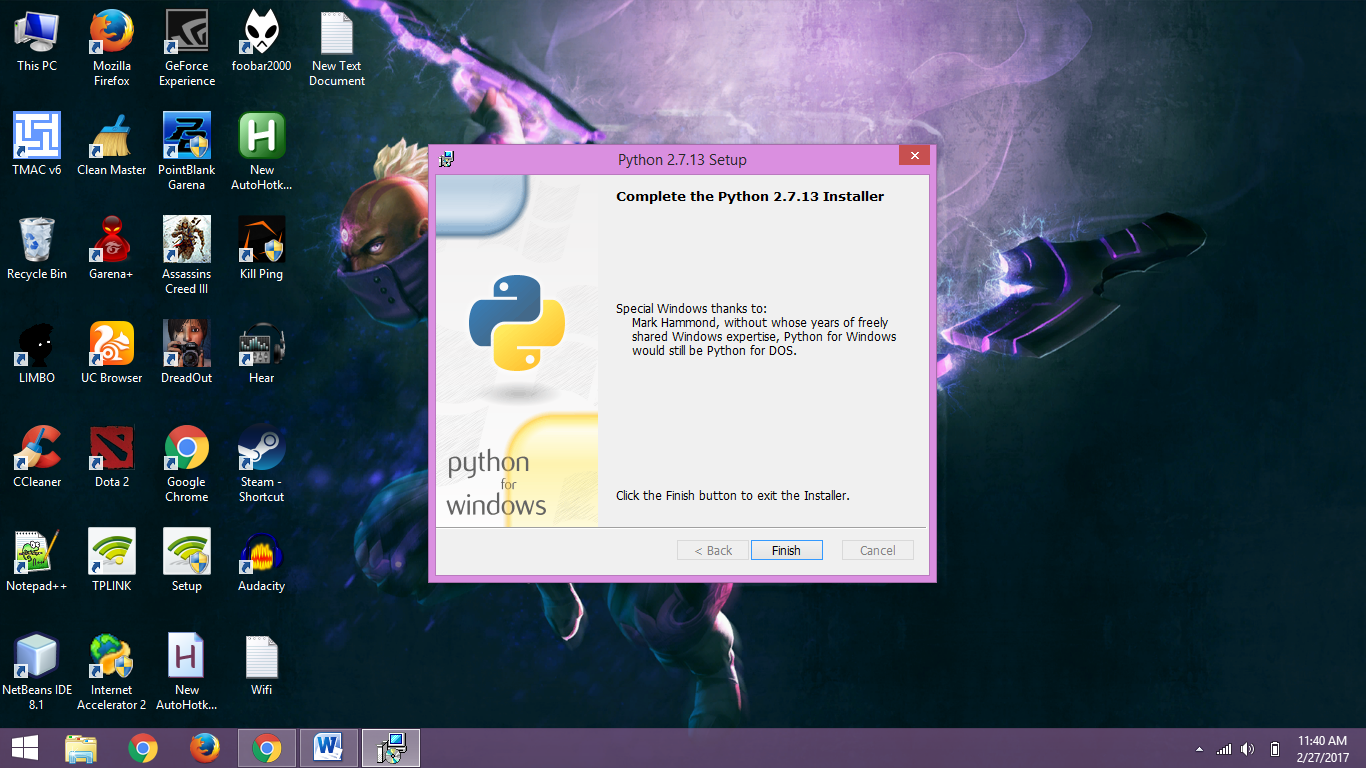 This PC
Mozilla
Firefox
GeForce
Experience
foobar2000
New Text
Document
TMAC v6
Clean Master
PointBlank
Garena
New
AutoHotk...
Recycle Bin
Garena+
Assassins
Creed III
Kill Ping
LIMBO
UC Browser
DreadOut
Hear
CCleaner
Dota 2
Google
Chrome
Steam -
Shortcut
Notepad++
TPLINK
Setup
Audacity
NetBeans IDE
8.1
Internet
Accelerator 2
New
AutoHotk...
Wifi
Python 2.7.13 Setup
Complete the Python 2.7.13 Installer
Special Windows thanks to:
Mark Hammond, without whose years of freely
shared Windows expertise, Python for Windows
would still be Python for DOS.
python
for
windows
Click the Finish button to exit the Installer.
< Back
Finish
Cancel
11:40 AM
2/27/2017